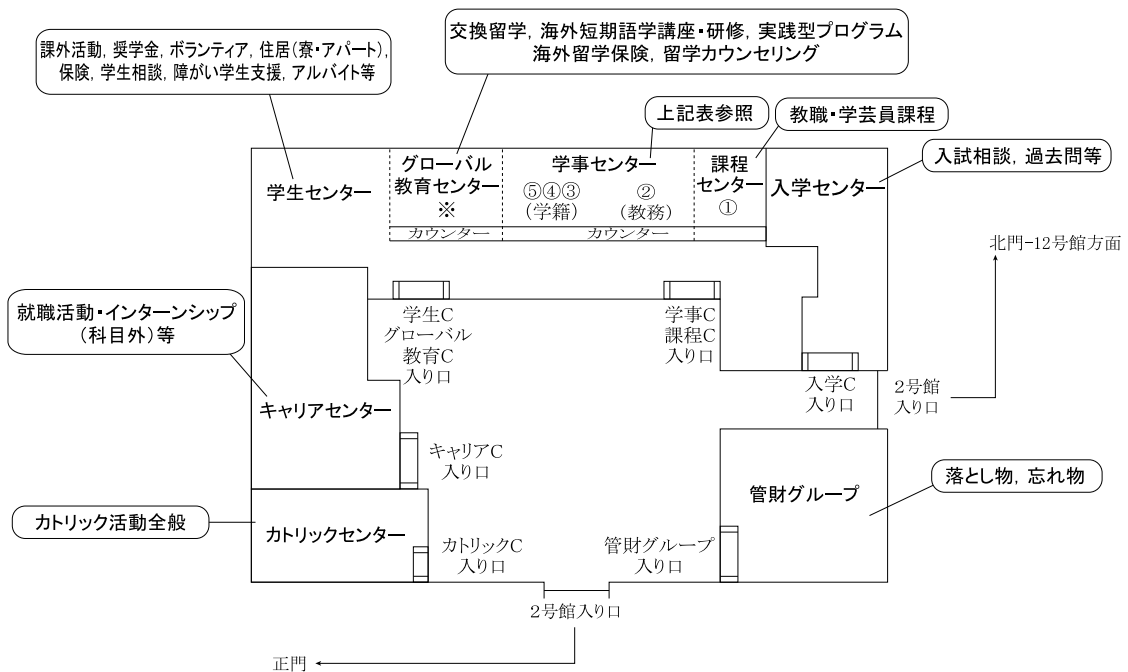 交換留学, 海外短期語学講座・研修, 実践型プログラム
海外留学保険, 留学カウンセリング
課外活動, 奨学金, ボランティア, 住居(寮・アパート),
保険, 学生相談, 障がい学生支援, アルバイト等
上記表参照
教職・学芸員課程
入試相談, 過去問等
学生センター
グローバル
教育センター
※
学事センター
⑤④③
(学籍)
②
(教務)
課程
センター
①
入学センター
カウンター
カウンター
北門-12号館方面
就職活動・インターンシップ
(科目外)等
学生C
グローバル
教育C
入り口
学事C
課程C
入り口
入学C
入り口
2号館
入り口
キャリアセンター
キャリアC
入り口
管財グループ
落とし物, 忘れ物
カトリック活動全般
カトリックセンター
カトリックC
入り口
管財グループ
入り口
2号館入り口
正門